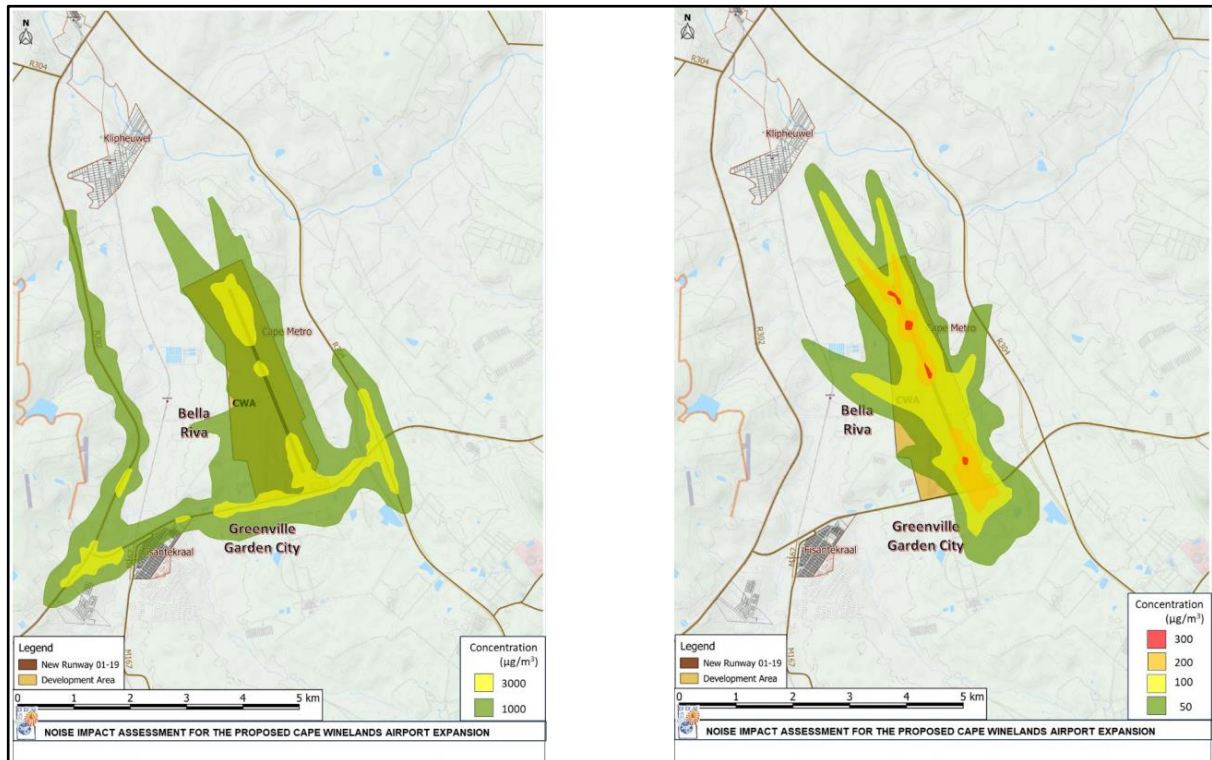 N
R304
Klipheuwel
R302
Cape Metro
R304
Bella
Riva
CWA
Greenville
Garden City
Fisantekraal
M167
Legend
New Runway 01-19
Development Area
0 1 2 3 4 5 km
Concentration
(µg/m³)
3000
1000
NOISE IMPACT ASSESSMENT FOR THE PROPOSED CAPE WINELANDS AIRPORT EXPANSION
N
R304
Klipheuwel
R302
Cape Metro
R304
Bella
Riva
CWA
Greenville
Garden City
Fisantekraal
M167
Legend
New Runway 01-19
Development Area
0 1 2 3 4 5 km
Concentration
(µg/m³)
300
200
100
50
NOISE IMPACT ASSESSMENT FOR THE PROPOSED CAPE WINELANDS AIRPORT EXPANSION